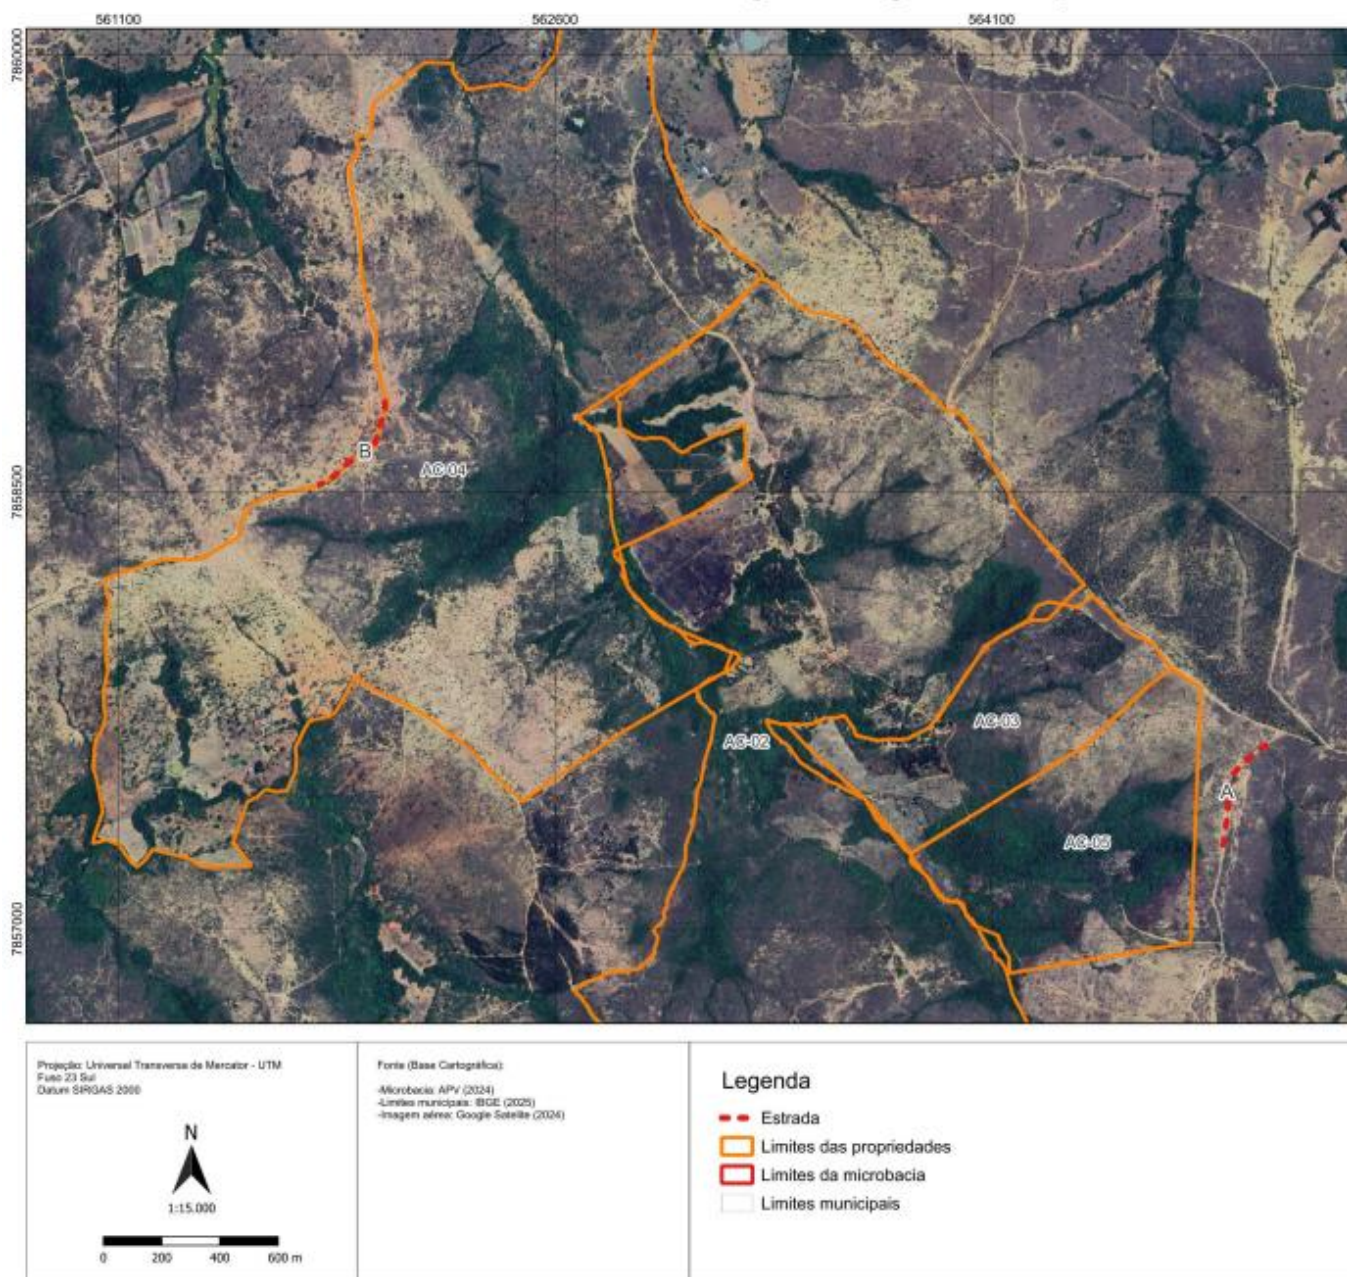 561100
562600
564100
7860000
7858500
7857000
B
AC-04
AC-02
AC-03
A
AC-05
Projeção: Universal Transversa de Mercator - UTM
Fuso 23 Sul
Datum SIRGAS 2000
N
1:15.000
0 200 400 600 m
Fonte (Base Cartográfica):
-Microbacia: APV (2024)
-Limites municipais: IBGE (2025)
-Imagem aérea: Google Satelite (2024)
Legenda
Estrada
Limites das propriedades
Limites da microbacia
Limites municipais